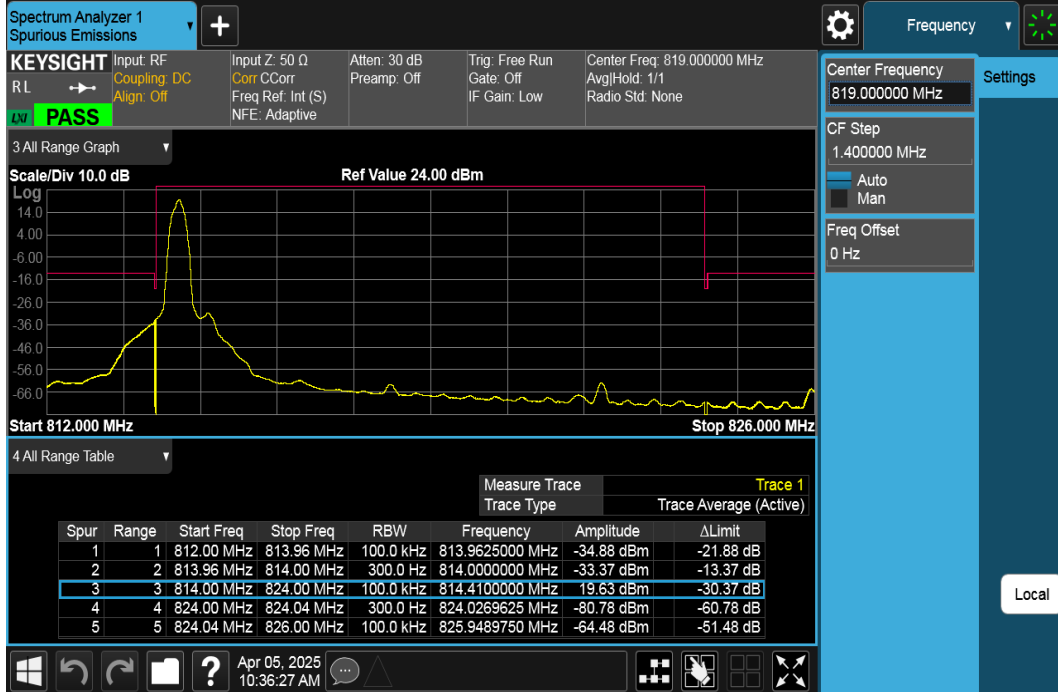 Spectrum Analyzer 1
Spurious Emissions
Frequency
KEYSIGHT
RL
LXI PASS
Input: RF
Coupling: DC
Align: Off
Input Z: 50 Ω
Corr CCorr
Freq Ref: Int (S)
NFE: Adaptive
Atten: 30 dB
Preamp: Off
Trig: Free Run
Gate: Off
IF Gain: Low
Center Freq: 819.000000 MHz
Avg|Hold: 1/1
Radio Std: None
Center Frequency
819.000000 MHz
Settings
CF Step
1.400000 MHz
Auto
Man
Freq Offset
0 Hz
Local
3 All Range Graph
Scale/Div 10.0 dB Ref Value 24.00 dBm
Log
14.0
4.00
-6.00
-16.0
-26.0
-36.0
-46.0
-56.0
-66.0
Start 812.000 MHz Stop 826.000 MHz
4 All Range Table
Measure Trace Trace 1
Trace Type Trace Average (Active)
Spur Range Start Freq Stop Freq RBW Frequency Amplitude ΔLimit
1 1 812.00 MHz 813.96 MHz 100.0 kHz 813.9625000 MHz -34.88 dBm -21.88 dB
2 2 813.96 MHz 814.00 MHz 300.0 Hz 814.0000000 MHz -33.37 dBm -13.37 dB
3 3 814.00 MHz 824.00 MHz 100.0 kHz 814.4100000 MHz 19.63 dBm -30.37 dB
4 4 824.00 MHz 824.04 MHz 300.0 Hz 824.0269625 MHz -80.78 dBm -60.78 dB
5 5 824.04 MHz 826.00 MHz 100.0 kHz 825.9489750 MHz -64.48 dBm -51.48 dB
Apr 05, 2025
10:36:27 AM